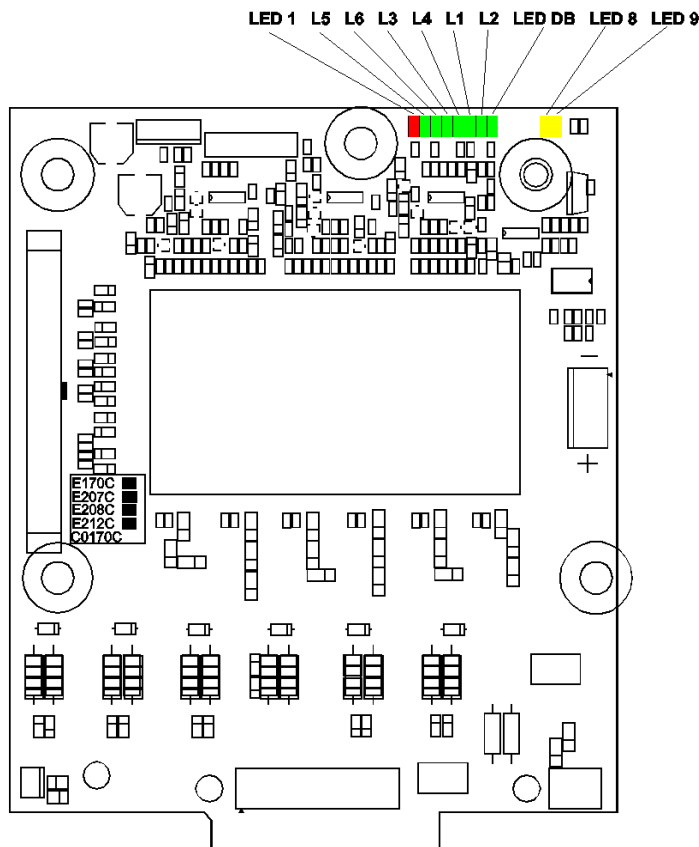 LED 1 L5 L6 L3 L4 L1 L2 LED DB LED 8 LED 9
−
+
E170C
E207C
E208C
E212C
C0170C